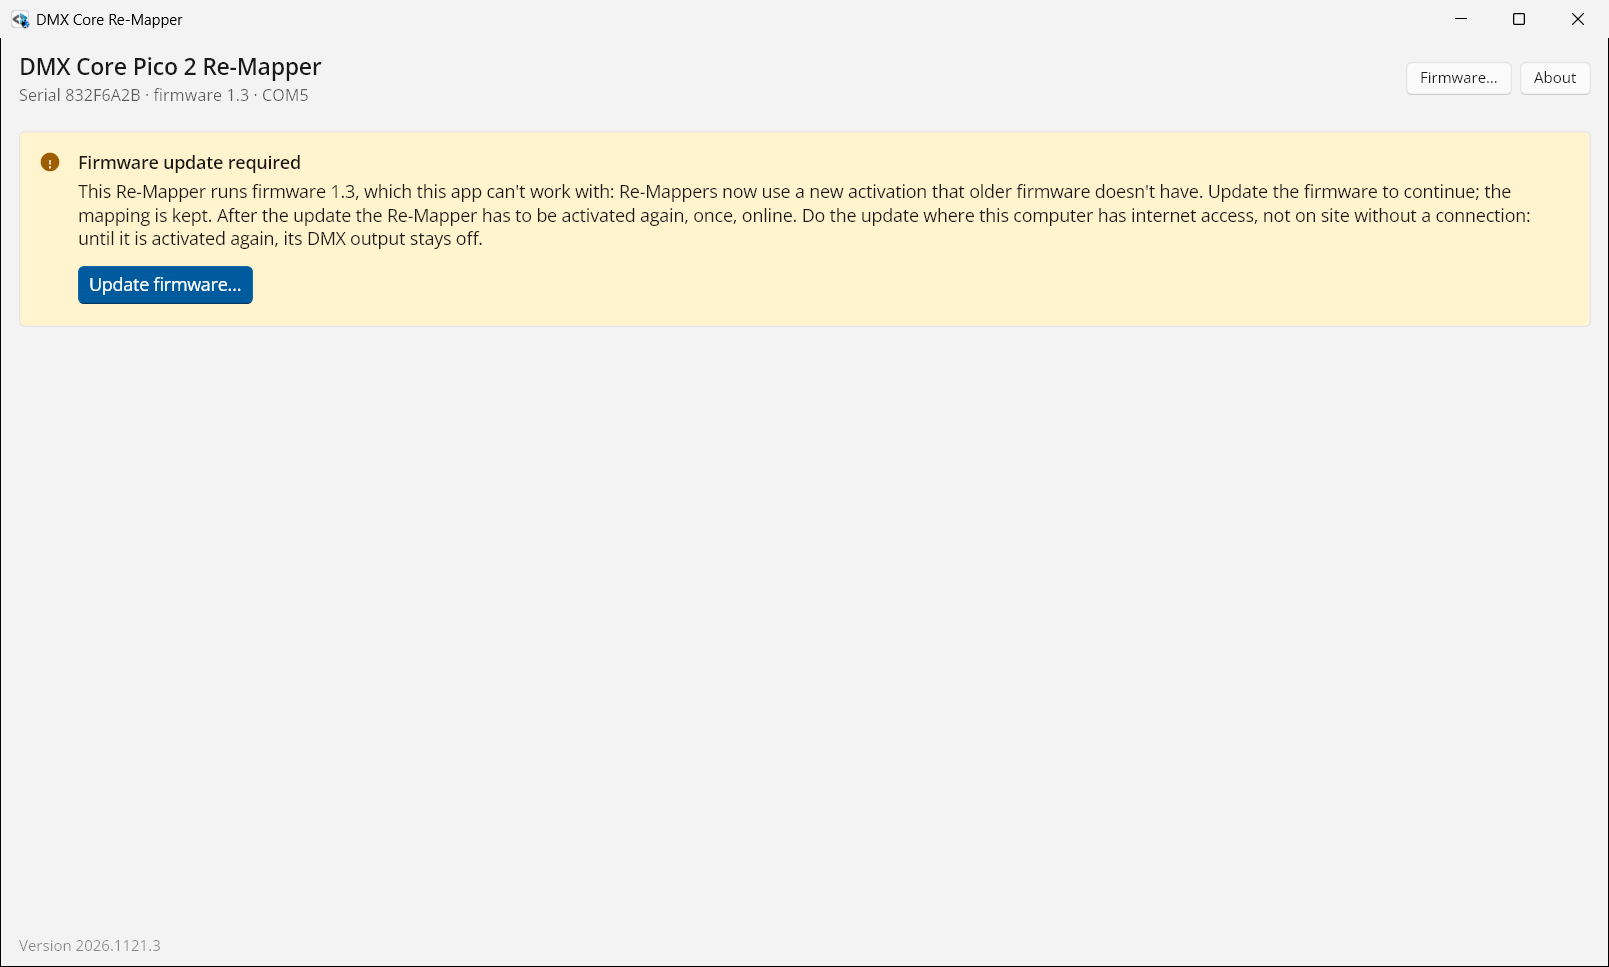 DMX Core Re-Mapper
DMX Core Pico 2 Re-Mapper
Serial 832F6A2B · firmware 1.3 · COM5
Firmware...
About
Firmware update required
This Re-Mapper runs firmware 1.3, which this app can't work with: Re-Mappers now use a new activation that older firmware doesn't have. Update the firmware to continue; the
mapping is kept. After the update the Re-Mapper has to be activated again, once, online. Do the update where this computer has internet access, not on site without a connection:
until it is activated again, its DMX output stays off.
Update firmware...
Version 2026.1121.3